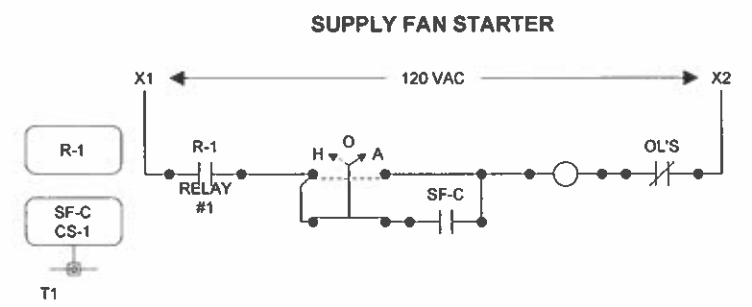 SUPPLY FAN STARTER
X1
120 VAC
X2
R-1
R-1
RELAY
#1
H
O
A
SF-C
OL'S
SF-C
CS-1
T1